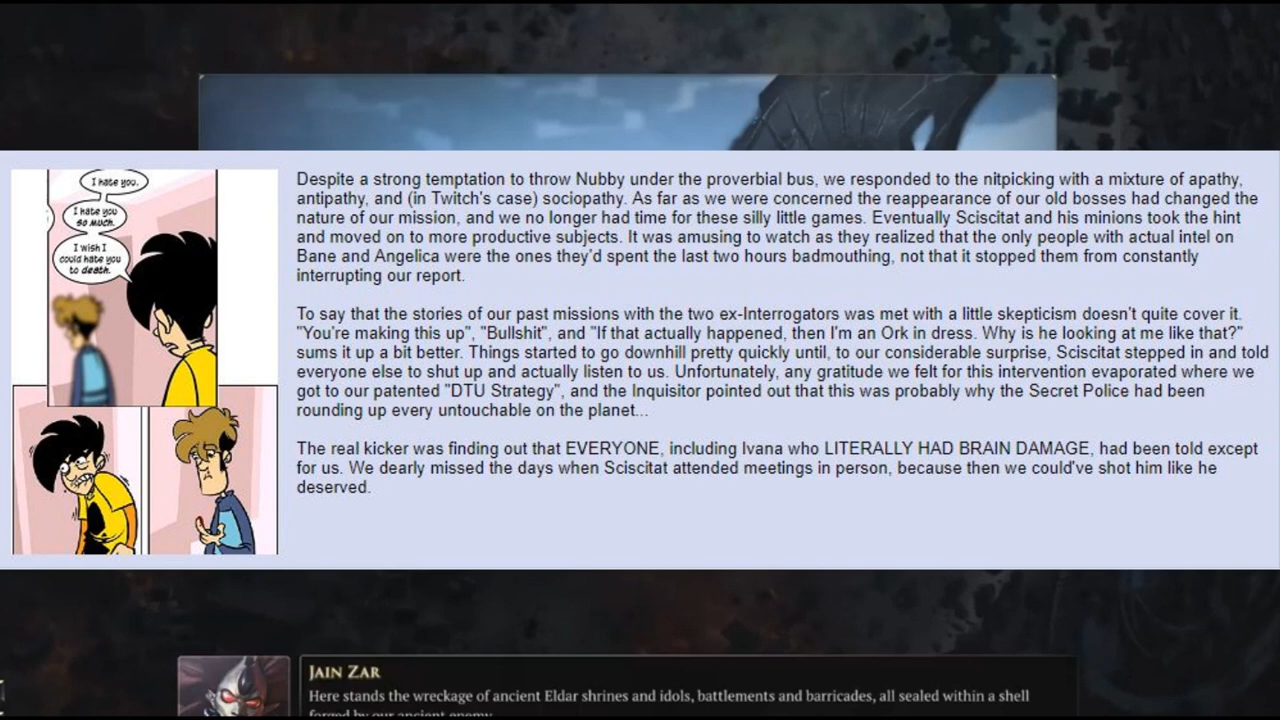 I hate you.
I hate you
so much.
I wish I
could hate you
to death.
Despite a strong temptation to throw Nubby under the proverbial bus, we responded to the nitpicking with a mixture of apathy,
antipathy, and (in Twitch's case) sociopathy. As far as we were concerned the reappearance of our old bosses had changed the
nature of our mission, and we no longer had time for these silly little games. Eventually Sciscitat and his minions took the hint
and moved on to more productive subjects. It was amusing to watch as they realized that the only people with actual intel on
Bane and Angelica were the ones they'd spent the last two hours badmouthing, not that it stopped them from constantly
interrupting our report.
To say that the stories of our past missions with the two ex-Interrogators was met with a little skepticism doesn't quite cover it.
"You're making this up", "Bullshit", and "If that actually happened, then I'm an Ork in dress. Why is he looking at me like that?"
sums it up a bit better. Things started to go downhill pretty quickly until, to our considerable surprise, Sciscitat stepped in and told
everyone else to shut up and actually listen to us. Unfortunately, any gratitude we felt for this intervention evaporated where we
got to our patented "DTU Strategy", and the Inquisitor pointed out that this was probably why the Secret Police had been
rounding up every untouchable on the planet...
The real kicker was finding out that EVERYONE, including Ivana who LITERALLY HAD BRAIN DAMAGE, had been told except
for us. We dearly missed the days when Sciscitat attended meetings in person, because then we could've shot him like he
deserved.
JAIN ZAR
Here stands the wreckage of ancient Eldar shrines and idols, battlements and barricades, all sealed within a shell
forged by our ancient enemy.